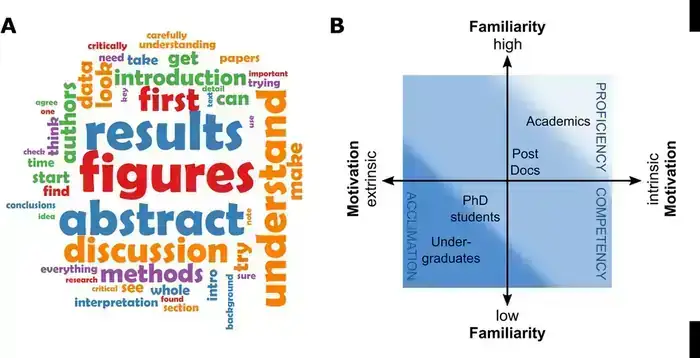 A
carefully
critically
understanding
need
take
get
papers
data
look
introduction
important
trying
key
first
detail
text
can
agree
one
authors
think
results
use
understand
make
check
time
figures
start
find
conclusions
idea
abstract
note
discussion
try
everything
methods
sure
research
critical
see
whole
intro
background
interpretation
found
section
B
Familiarity
high
PROFICIENCY
Academics
Post
Docs
Motivation
extrinsic
intrinsic
Motivation
PhD
students
ACCLIMATION
COMPETENCY
Under-
graduates
low
Familiarity